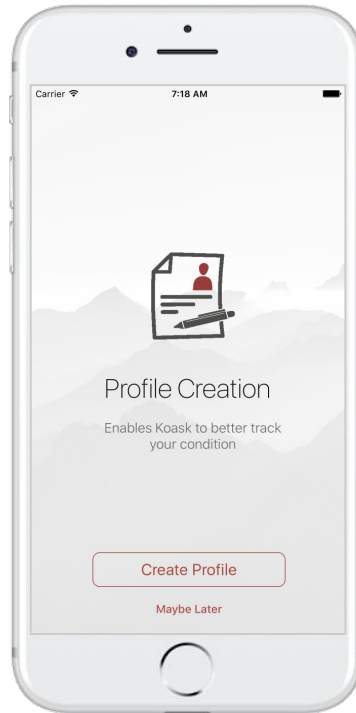 Carrier 7:18 AM
Profile Creation
Enables Koask to better track
your condition
Create Profile
Maybe Later